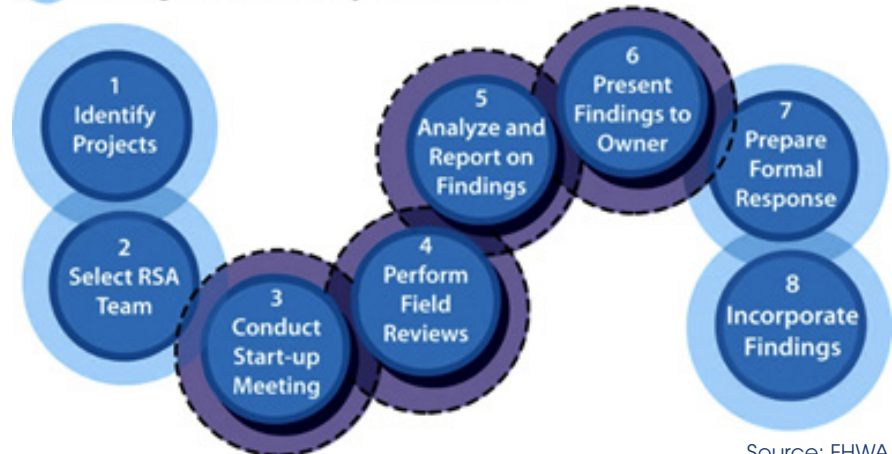 1
Identify
Projects
2
Select RSA
Team
3
Conduct
Start-up
Meeting
4
Perform
Field
Reviews
5
Analyze and
Report on
Findings
6
Present
Findings to
Owner
7
Prepare
Formal
Response
8
Incorporate
Findings
Source: FHWA